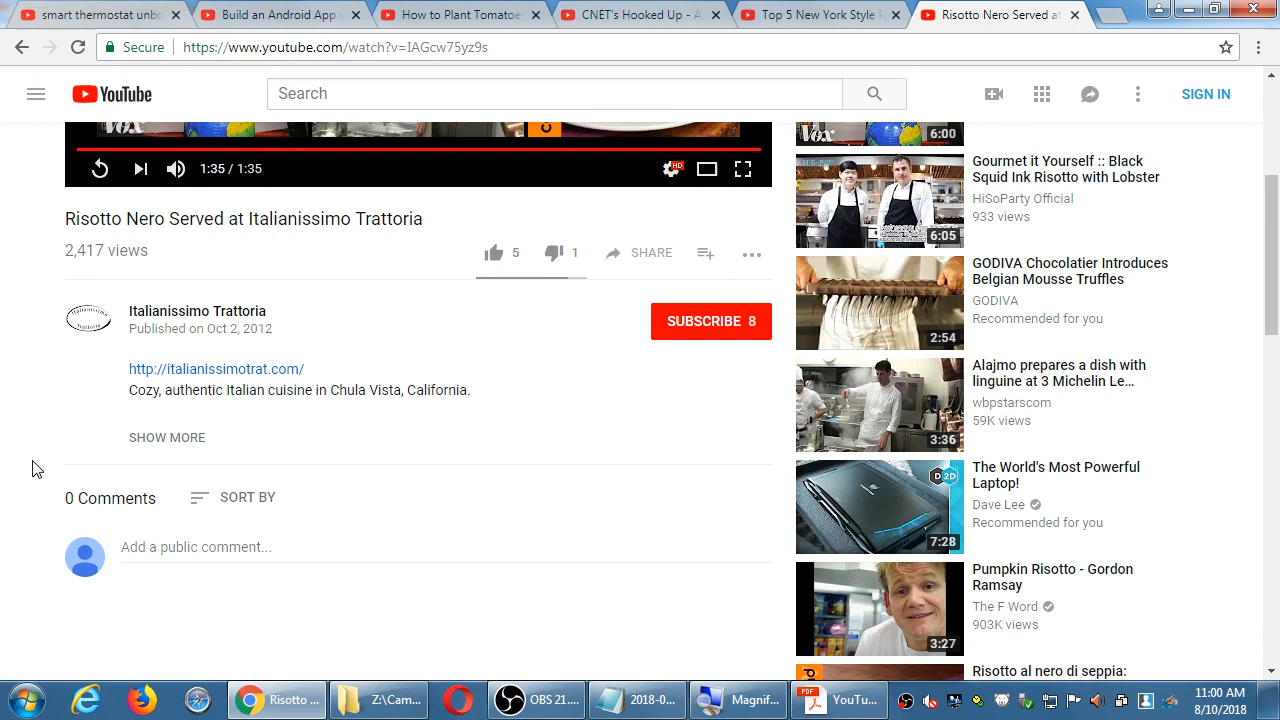 smart thermostat unbo
Build an Android App
How to Plant Tomatoes
CNET's Hooked Up - A
Top 5 New York Style
Risotto Nero Served at
Secure https://www.youtube.com/watch?v=IAGcw75yz9s
YouTube
Search
SIGN IN
Vox
Vox
6:00
1:35 / 1:35
HD
Risotto Nero Served at Italianissimo Trattoria
2,417 views
5
1
SHARE
Italianissimo Trattoria
Published on Oct 2, 2012
SUBSCRIBE 8
http://italianissimotrat.com/
Cozy, authentic Italian cuisine in Chula Vista, California.
SHOW MORE
0 Comments
SORT BY
Add a public comment...
Gourmet it Yourself :: Black
Squid Ink Risotto with Lobster
HiSoParty Official
933 views
6:05
GODIVA Chocolatier Introduces
Belgian Mousse Truffles
GODIVA
Recommended for you
2:54
Alajmo prepares a dish with
linguine at 3 Michelin Le...
wbpstarscom
59K views
3:36
The World's Most Powerful
Laptop!
Dave Lee
Recommended for you
D2D
7:28
Pumpkin Risotto - Gordon
Ramsay
The F Word
903K views
3:27
Risotto al nero di seppia:
Risotto ...
Z:\Cam...
OBS 21....
2018-0...
Magnif...
PDF
YouTu...
11:00 AM
8/10/2018